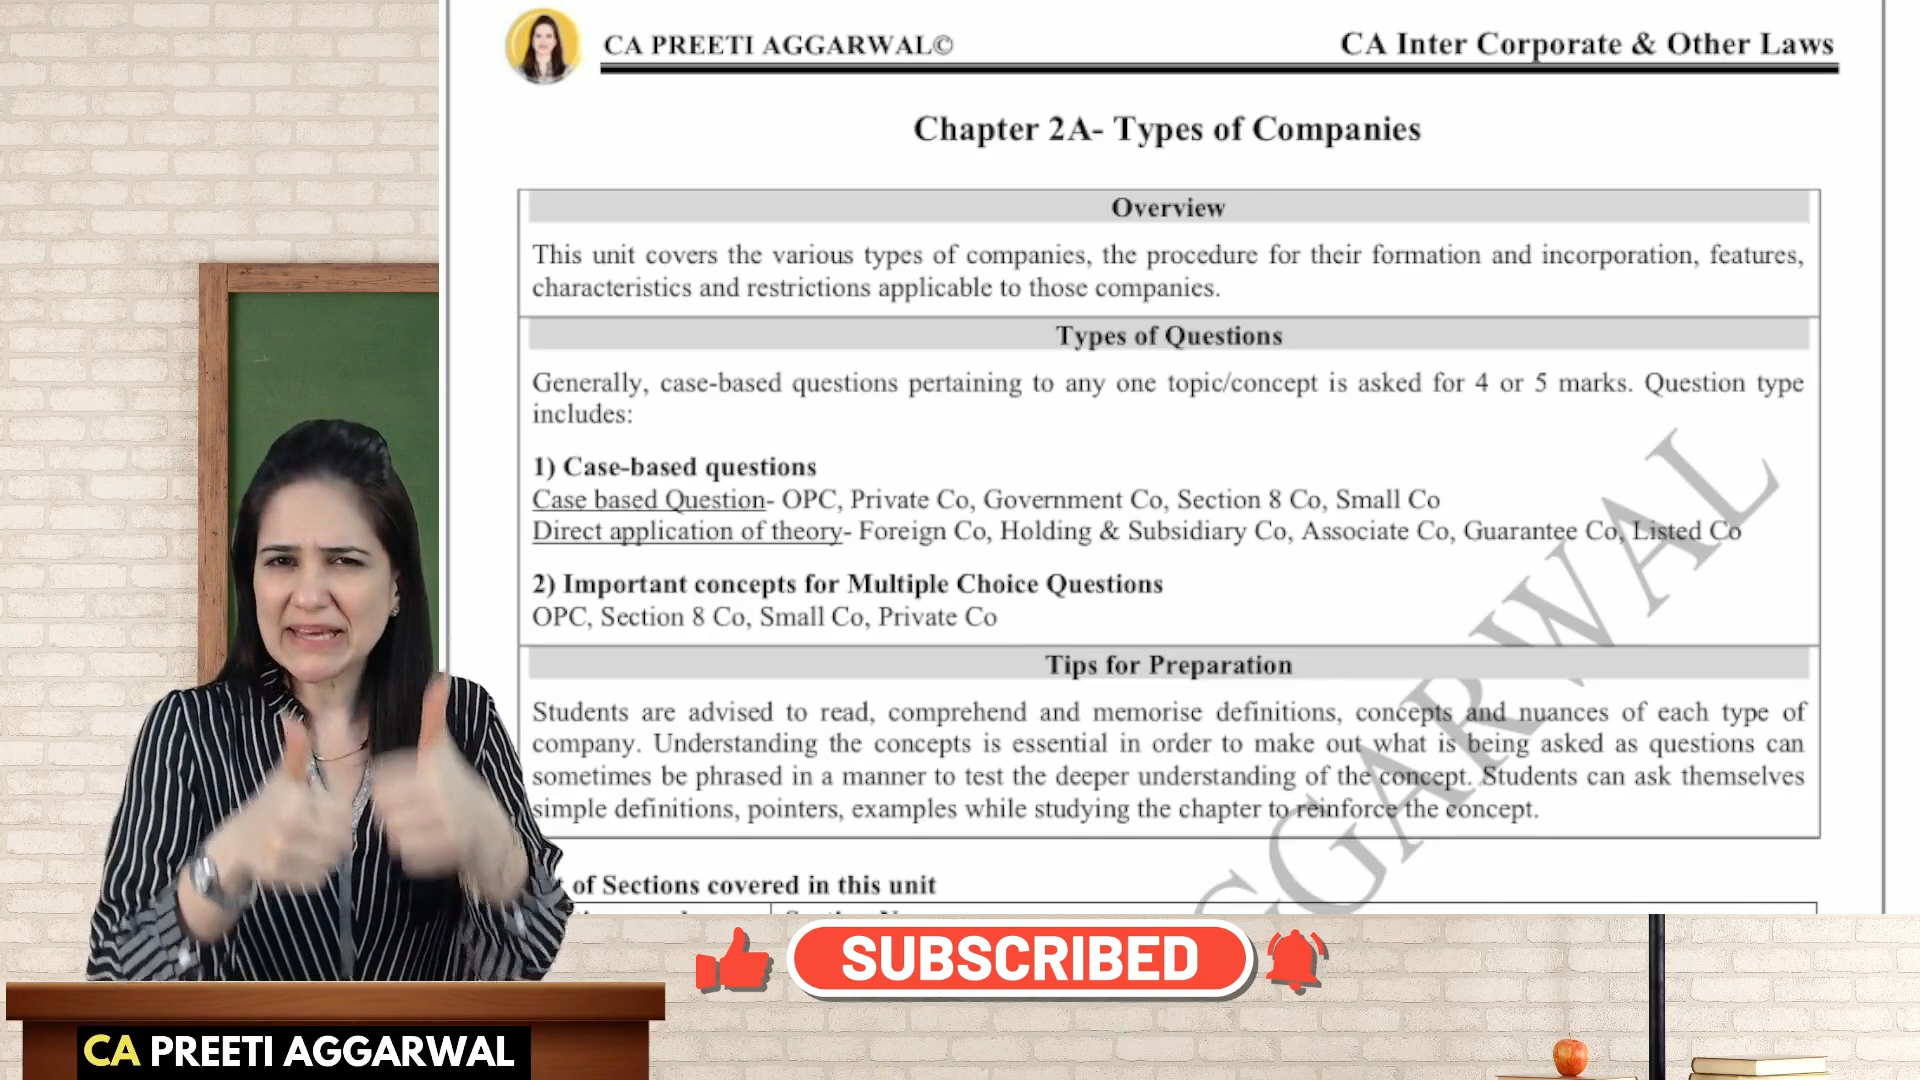 CA PREETI AGGARWAL©
CA Inter Corporate & Other Laws
Chapter 2A- Types of Companies
Overview
This unit covers the various types of companies, the procedure for their formation and incorporation, features,
characteristics and restrictions applicable to those companies.
Types of Questions
Generally, case-based questions pertaining to any one topic/concept is asked for 4 or 5 marks. Question type
includes:
1) Case-based questions
Case based Question- OPC, Private Co, Government Co, Section 8 Co, Small Co
Direct application of theory- Foreign Co, Holding & Subsidiary Co, Associate Co, Guarantee Co, Listed Co
2) Important concepts for Multiple Choice Questions
OPC, Section 8 Co, Small Co, Private Co
Tips for Preparation
Students are advised to read, comprehend and memorise definitions, concepts and nuances of each type of
company. Understanding the concepts is essential in order to make out what is being asked as questions can
sometimes be phrased in a manner to test the deeper understanding of the concept. Students can ask themselves
simple definitions, pointers, examples while studying the chapter to reinforce the concept.
of Sections covered in this unit
GGARWAL
SUBSCRIBED
CA PREETI AGGARWAL